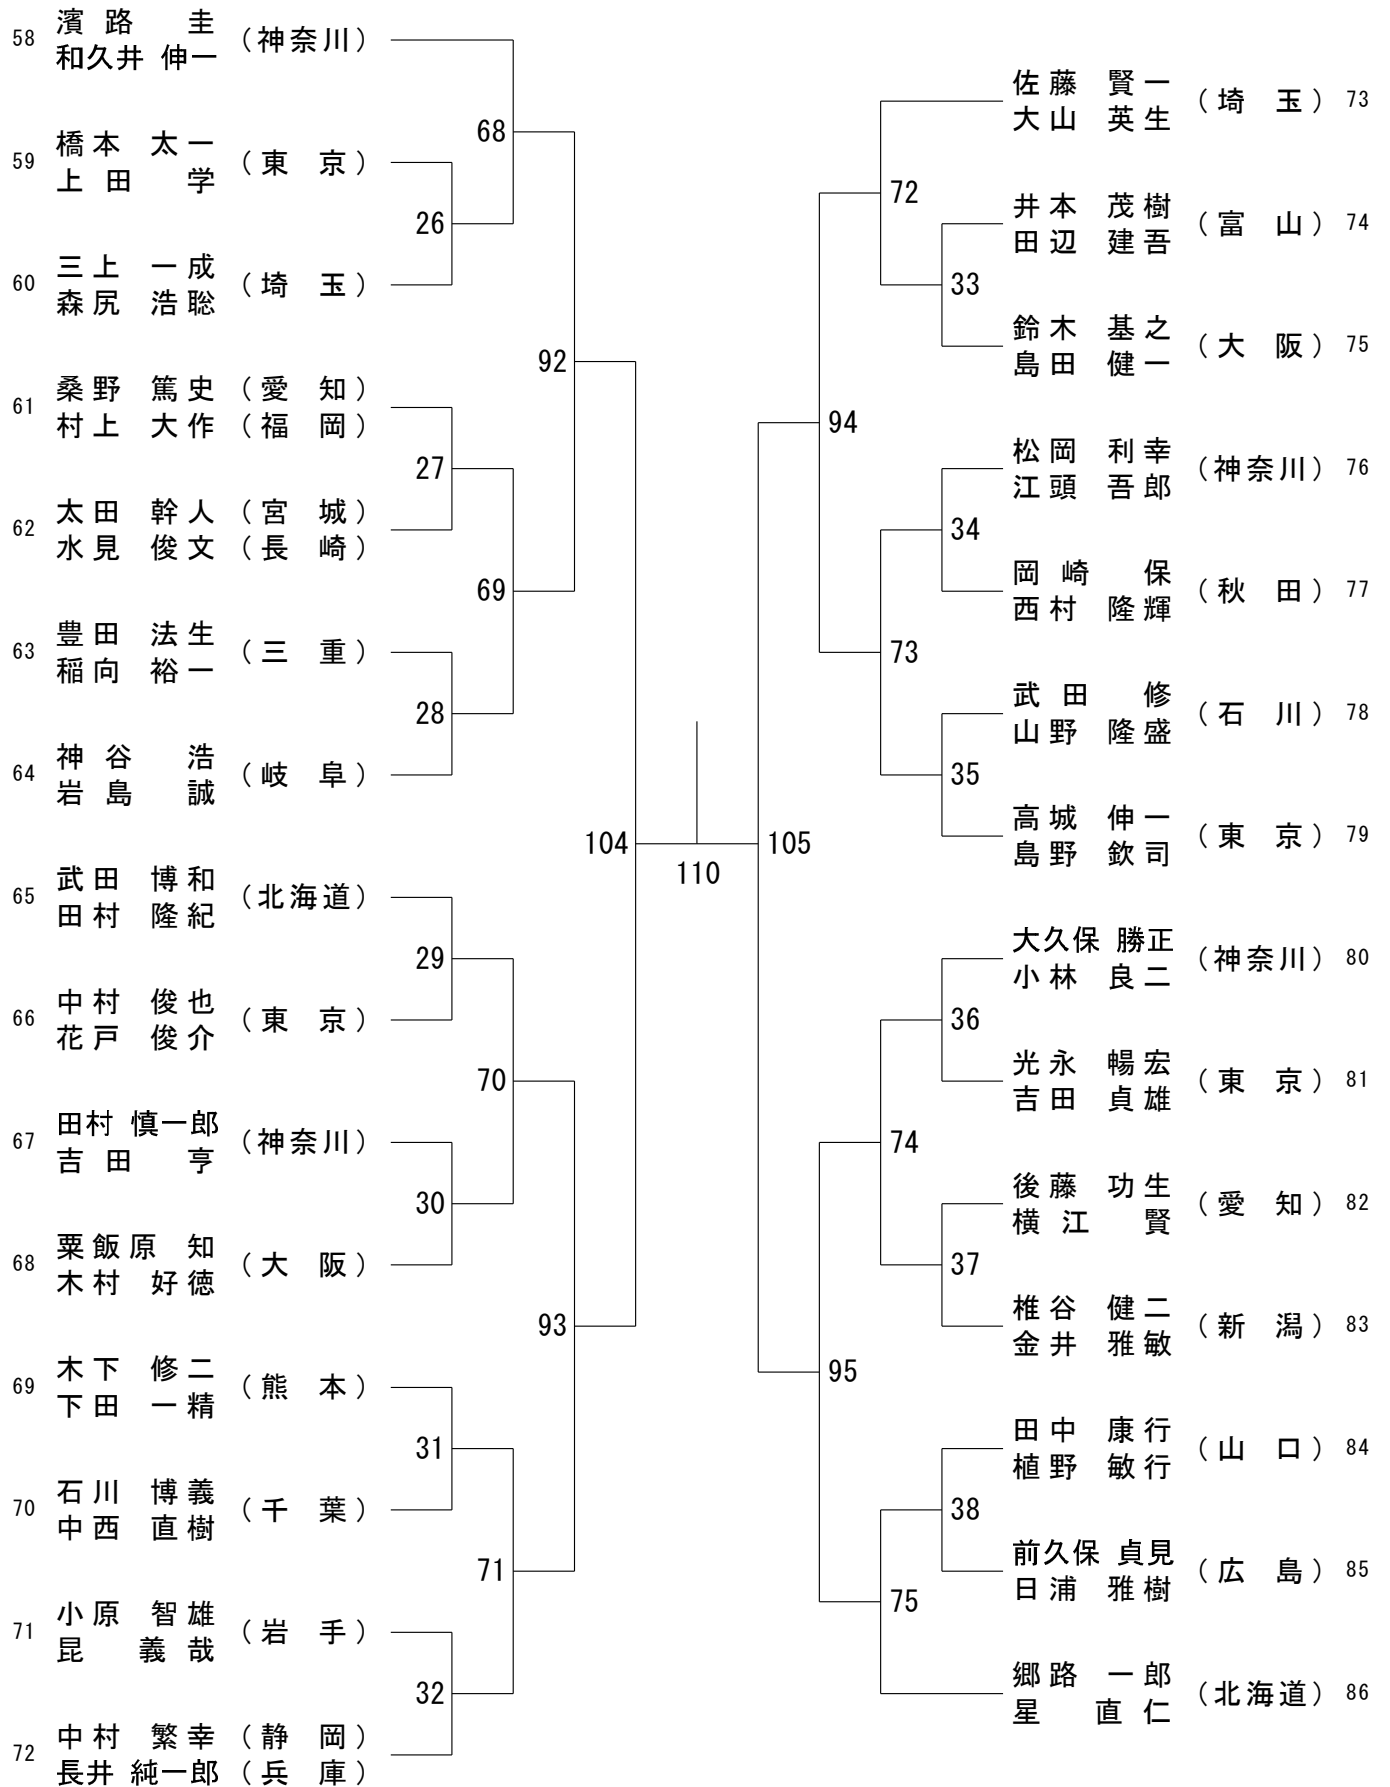 58 濱路 圭 (神奈川)
和久井 伸一
59 橋本 太一 (東京)
上田 学
60 三上 一成 (埼玉)
森尻 浩聡
61 桑野 篤史 (愛知)
村上 大作 (福岡)
62 太田 幹人 (宮城)
水見 俊文 (長崎)
63 豊田 法生 (三重)
稲向 裕一
64 神谷 浩 (岐阜)
岩島 誠
65 武田 博和 (北海道)
田村 隆紀
66 中村 俊也 (東京)
花戸 俊介
67 田村 慎一郎 (神奈川)
吉田 亨
68 粟飯原 知 (大阪)
木村 好徳
69 木下 修二 (熊本)
下田 一精
70 石川 博義 (千葉)
中西 直樹
71 小原 智雄 (岩手)
昆 義哉
72 中村 繁幸 (静岡)
長井 純一郎 (兵庫)
68
26
92
27
69
28
104
29
70
30
93
31
71
32
110
105
72
33
94
34
73
35
36
74
37
95
38
75
佐藤 賢一 (埼玉) 73
大山 英生
井本 茂樹 (富山) 74
田辺 建吾
鈴木 基之 (大阪) 75
島田 健一
松岡 利幸 (神奈川) 76
江頭 吾郎
岡崎 保 (秋田) 77
西村 隆輝
武田 修 (石川) 78
山野 隆盛
高城 伸一 (東京) 79
島野 欽司
大久保 勝正 (神奈川) 80
小林 良二
光永 暢宏 (東京) 81
吉田 貞雄
後藤 功生 (愛知) 82
横江 賢
椎谷 健二 (新潟) 83
金井 雅敏
田中 康行 (山口) 84
植野 敏行
前久保 貞見 (広島) 85
日浦 雅樹
郷路 一郎 (北海道) 86
星 直仁